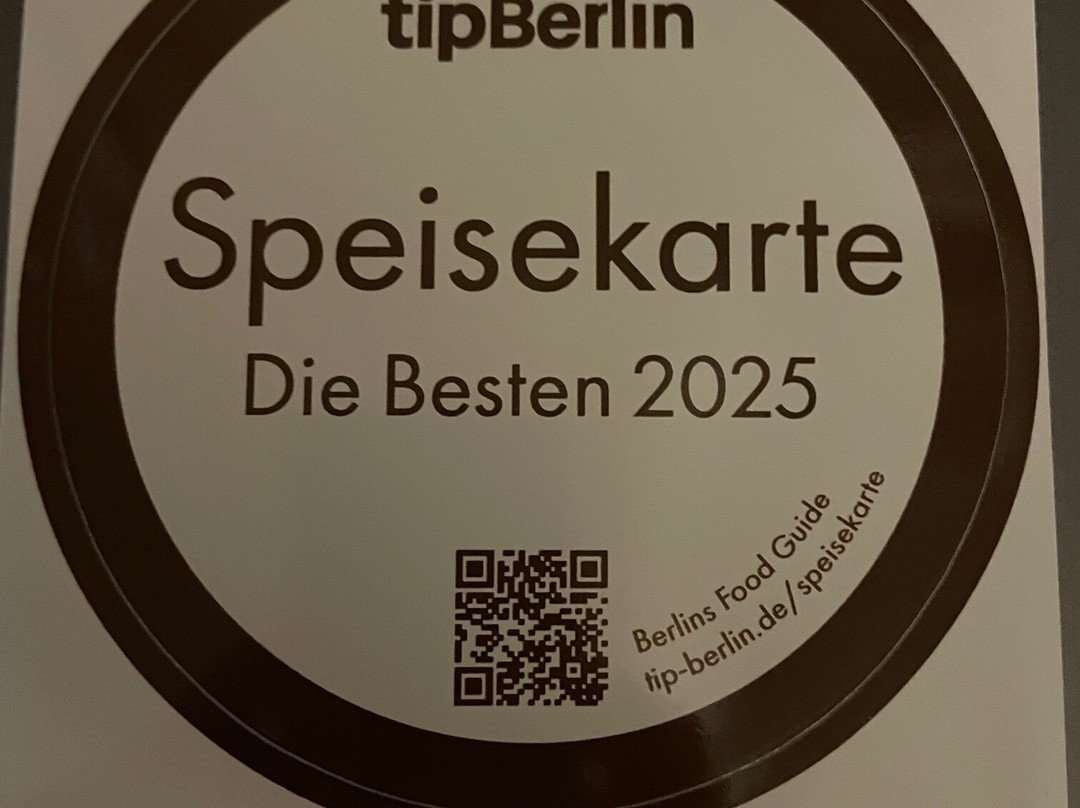 tipBerlin
Speisekarte
Die Besten 2025
Berlins Food Guide
tip-berlin.de/speisekarte